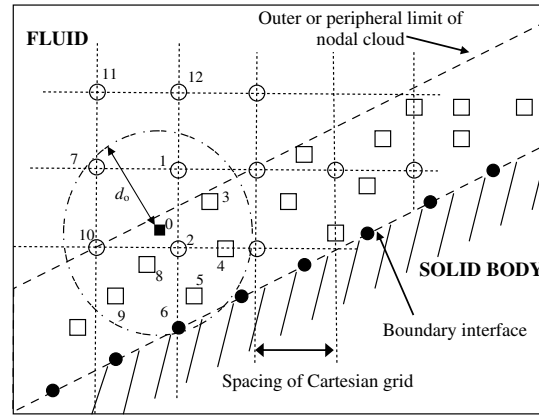 Outer or peripheral limit of
nodal cloud
FLUID
11
12
7
1
dₒ
3
0
10
2
4
8
5
SOLID BODY
9
6
Boundary interface
Spacing of Cartesian grid